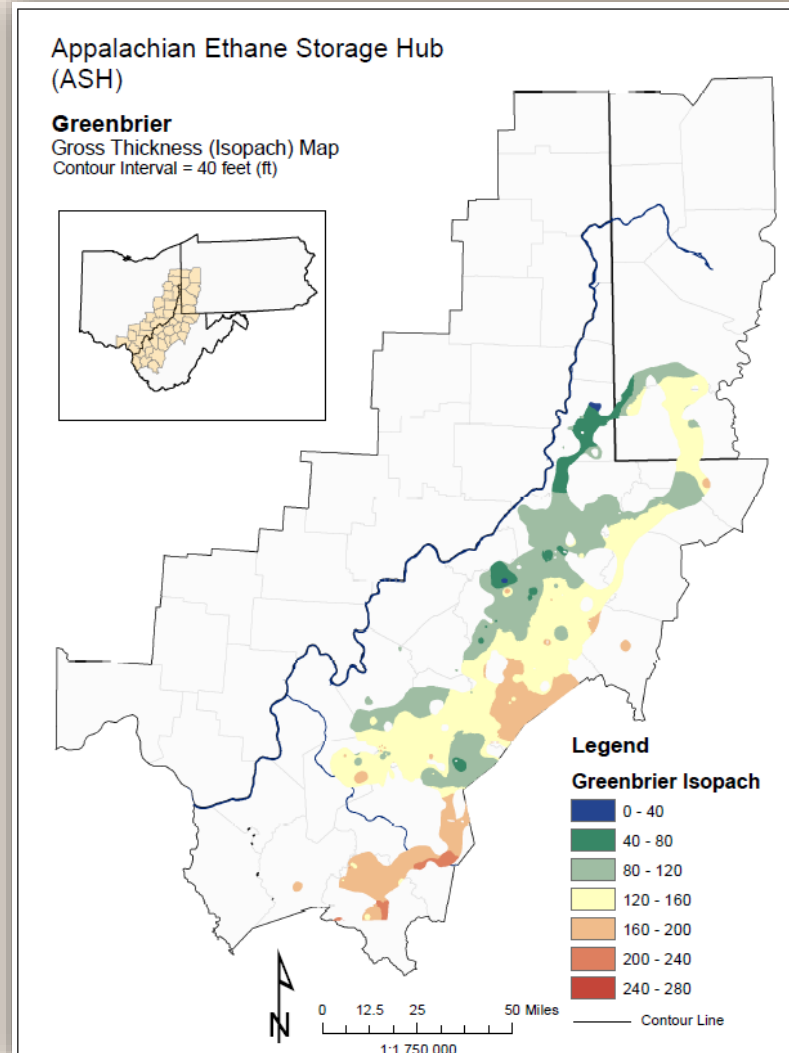 Appalachian Ethane Storage Hub
(ASH)
Greenbrier
Gross Thickness (Isopach) Map
Contour Interval = 40 feet (ft)
Legend
Greenbrier Isopach
0 - 40
40 - 80
80 - 120
120 - 160
160 - 200
200 - 240
240 - 280
Contour Line
N
0 12.5 25 50 Miles
1:1,750,000